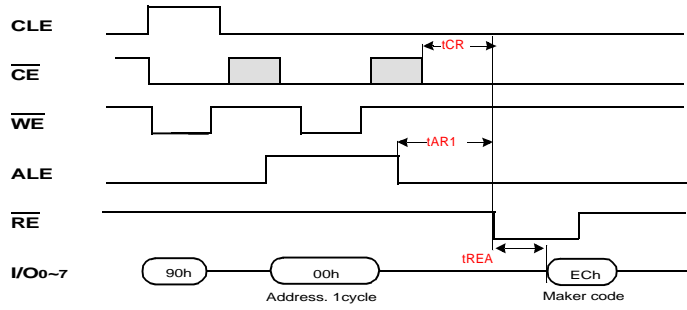 CLE
tCR
CE
WE
tAR1
ALE
RE
tREA
I/O0~7
90h
00h
ECh
Address. 1cycle
Maker code